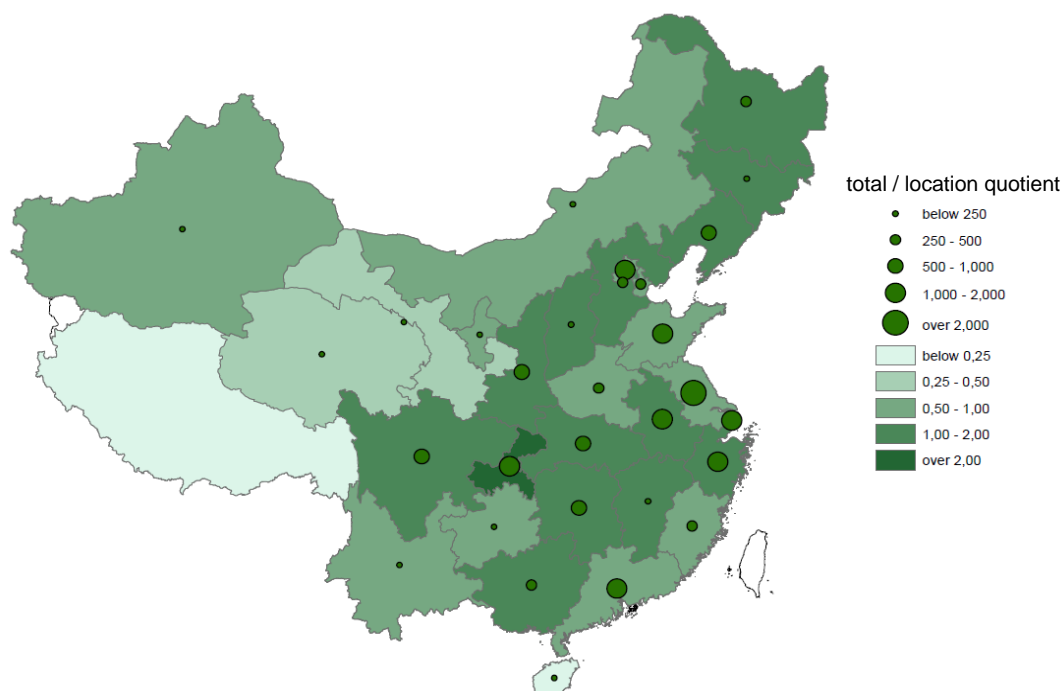 total / location quotient
below 250
250 - 500
500 - 1,000
1,000 - 2,000
over 2,000
below 0,25
0,25 - 0,50
0,50 - 1,00
1,00 - 2,00
over 2,00